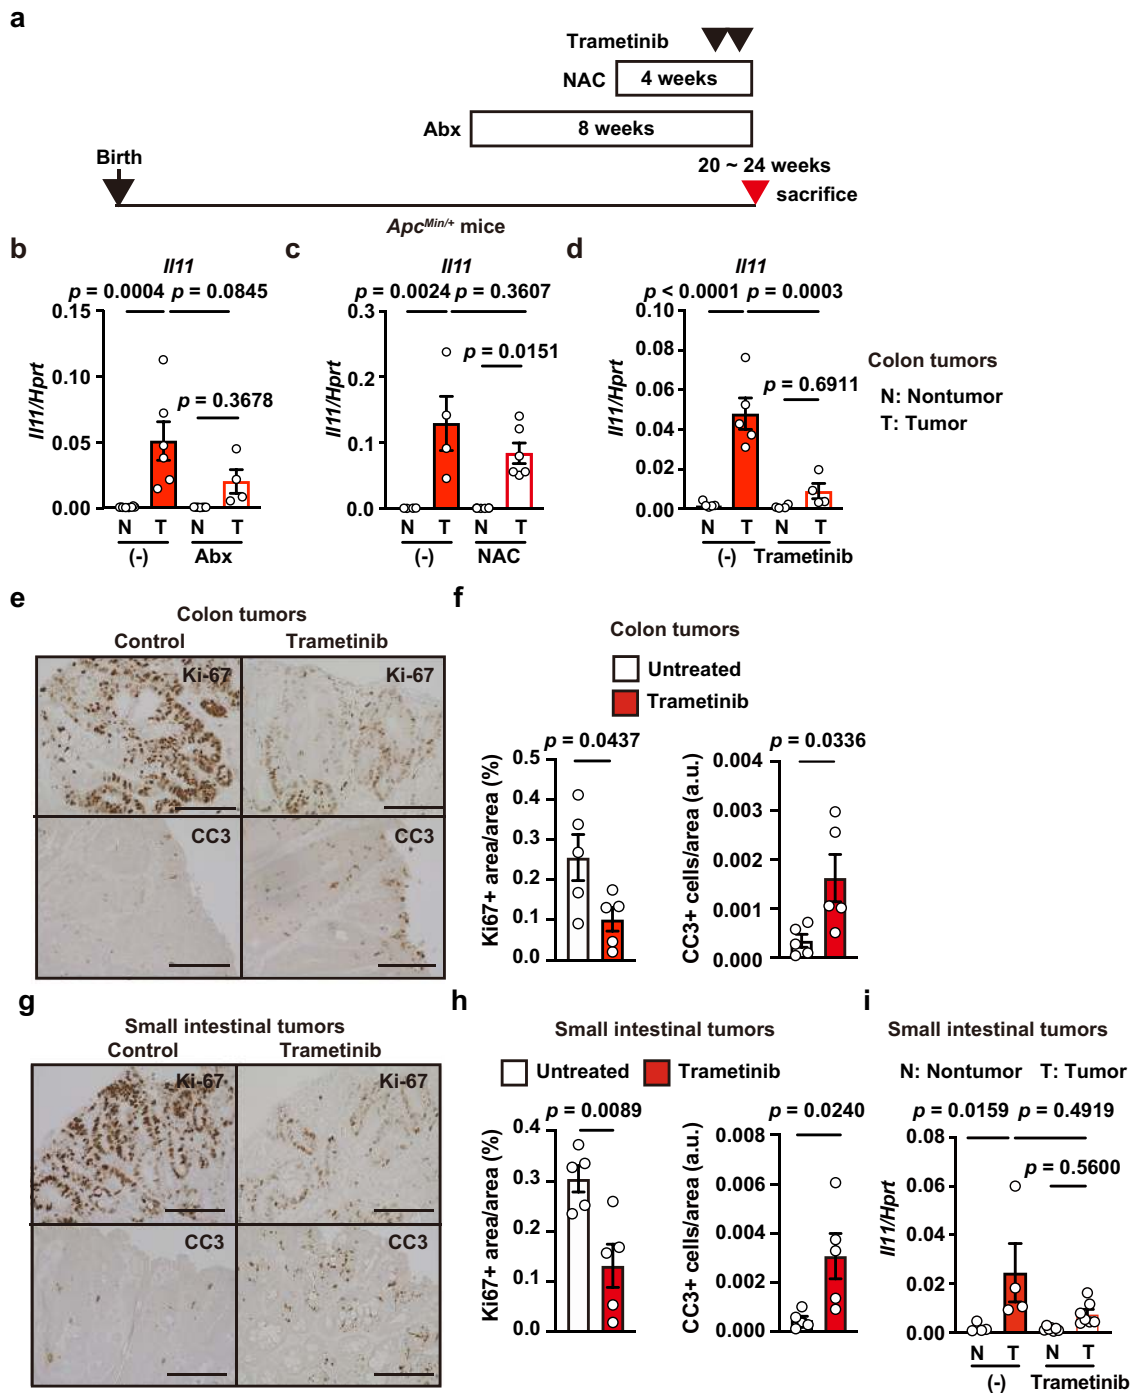 a
Trametinib
NAC
4 weeks
Abx
8 weeks
Birth
20 ~ 24 weeks
sacrifice
Apc^Min/+ mice
b
Il11
p = 0.0004 p = 0.0845
0.15
0.10
0.05
0.00
Il11/Hprt
p = 0.3678
N T N T
(-) Abx
c
Il11
p = 0.0024 p = 0.3607
0.3
0.2
0.1
0.0
Il11/Hprt
p = 0.0151
N T N T
(-) NAC
d
Il11
p < 0.0001 p = 0.0003
0.10
0.08
0.06
0.04
0.02
0.00
Il11/Hprt
p = 0.6911
N T N T
(-) Trametinib
Colon tumors
N: Nontumor
T: Tumor
e
Colon tumors
Control Trametinib
Ki-67 Ki-67
CC3 CC3
f
Colon tumors
Untreated
Trametinib
p = 0.0437
0.5
0.4
0.3
0.2
0.1
0.0
Ki67+ area/area (%)
p = 0.0336
0.004
0.003
0.002
0.001
0.000
CC3+ cells/area (a.u.)
g
Small intestinal tumors
Control Trametinib
Ki-67 Ki-67
CC3 CC3
h
Small intestinal tumors
Untreated Trametinib
p = 0.0089
0.4
0.3
0.2
0.1
0.0
Ki67+ area/area (%)
p = 0.0240
0.008
0.006
0.004
0.002
0.000
CC3+ cells/area (a.u.)
i
Small intestinal tumors
N: Nontumor T: Tumor
p = 0.0159 p = 0.4919
0.08
0.06
0.04
0.02
0.00
Il11/Hprt
p = 0.5600
N T N T
(-) Trametinib